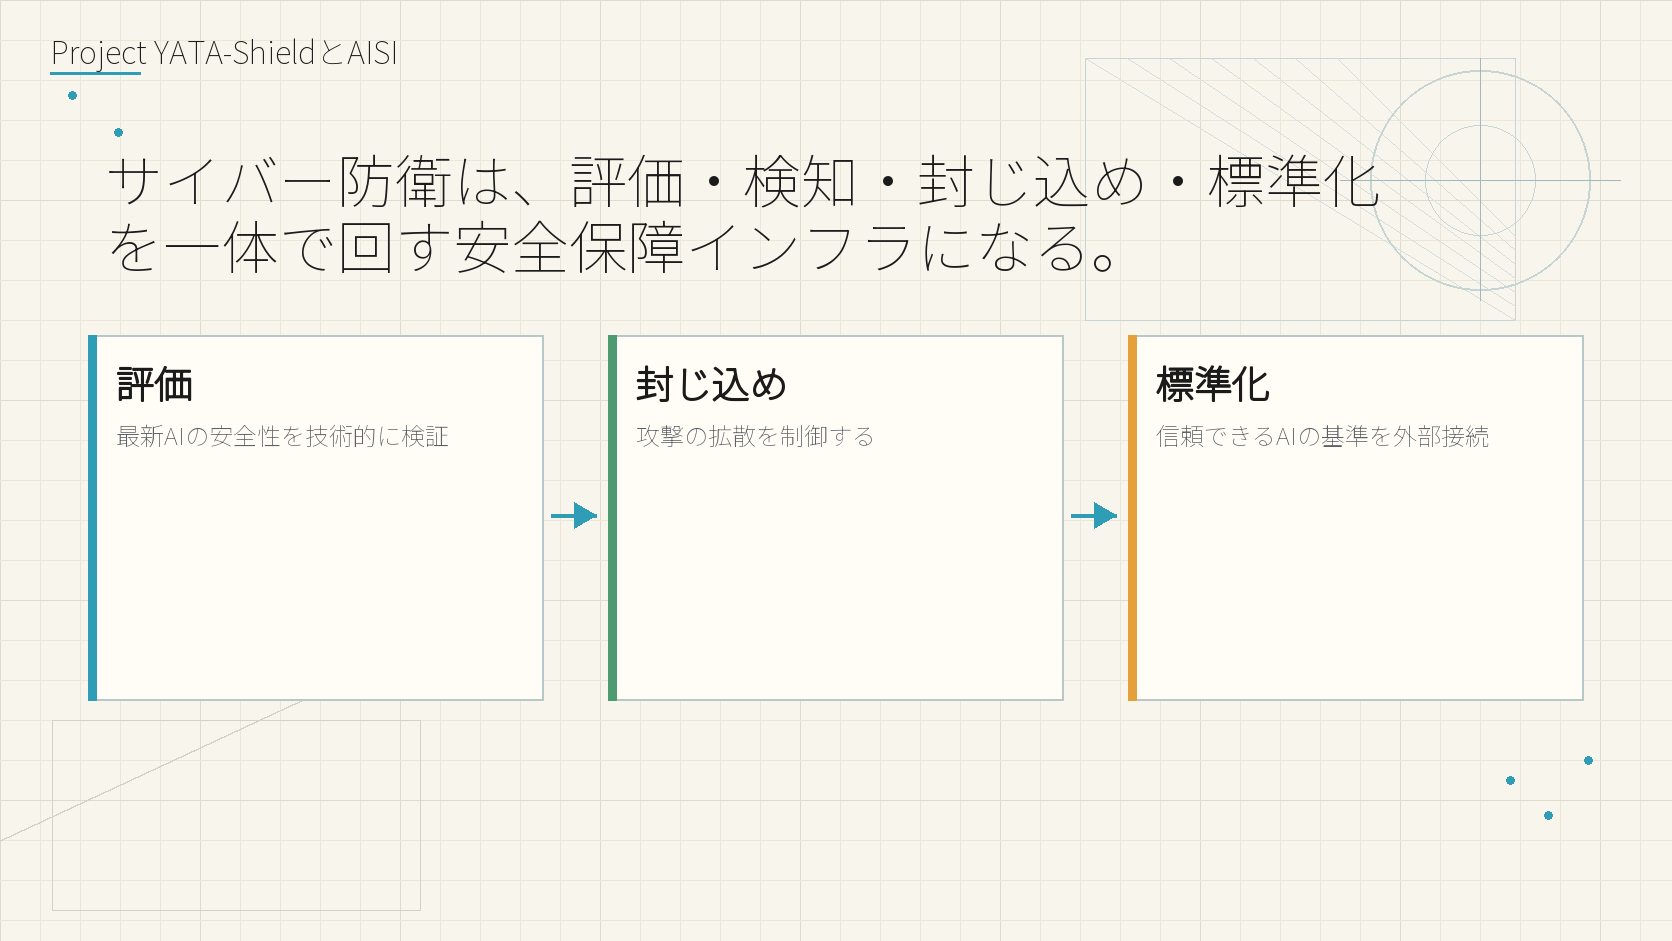 Project YATA-ShieldとAISI
サイバー防衛は、評価・検知・封じ込め・標準化
を一体で回す安全保障インフラになる。
評価
最新AIの安全性を技術的に検証
封じ込め
攻撃の拡散を制御する
標準化
信頼できるAIの基準を外部接続